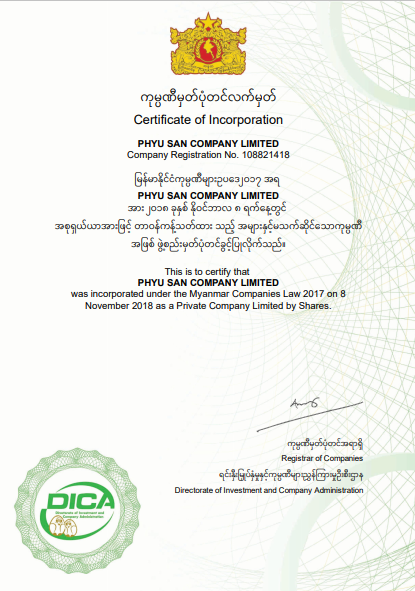 ကုမ္ပဏီမှတ်ပုံတင်လက်မှတ်
Certificate of Incorporation
PHYU SAN COMPANY LIMITED
Company Registration No. 108821418
မြန်မာနိုင်ငံကုမ္ပဏီများဥပဒေ၂၀၁၇ အရ
PHYU SAN COMPANY LIMITED
အား ၂၀၁၈ ခုနှစ် နိုဝင်ဘာလ ၈ ရက်နေ့တွင်
အစုရှယ်ယာအားဖြင့် တာဝန်ကန့်သတ်ထား သည့် အများနှင့်မသက်ဆိုင်သောကုမ္ပဏီ
အဖြစ် ဖွဲ့စည်းမှတ်ပုံတင်ခွင့်ပြုလိုက်သည်။
This is to certify that
PHYU SAN COMPANY LIMITED
was incorporated under the Myanmar Companies Law 2017 on 8
November 2018 as a Private Company Limited by Shares.
ကုမ္ပဏီမှတ်ပုံတင်အရာရှိ
Registrar of Companies
ရင်းနှီးမြှုပ်နှံမှုနှင့်ကုမ္ပဏီများညွှန်ကြားမှုဦးစီးဌာန
Directorate of Investment and Company Administration
DICA
Directorate of Investment and
Company Administration